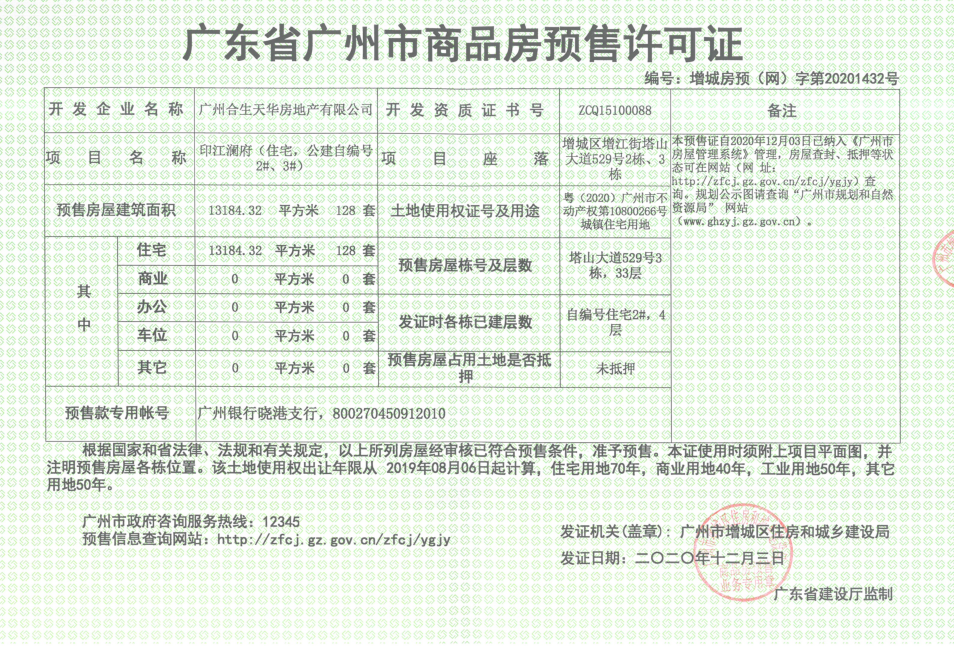 广东省广州市商品房预售许可证
编号：增城房预（网）字第20201432号
开发企业名称 广州合生天华房地产有限公司 开发资质证书号 ZCQ15100088 备注
项目名称 印江澜府（住宅，公建自编号
2#、3#） 项目座落 增城区增江街塔山
大道529号2栋、3
栋
本预售证自2020年12月03日已纳入《广州市
房屋管理系统》管理，房屋查封、抵押等状
态可在网站（网 址：
http://zfcj.gz.gov.cn/zfcj/ygjy）查
询。规划公示图请查询“广州市规划和自然
资源局” 网站
（www.ghzyj.gz.gov.cn）。
预售房屋建筑面积 13184.32 平方米 128 套 土地使用权证号及用途 粤（2020）广州市不
动产权第10800266号
城镇住宅用地
其中
住宅 13184.32 平方米 128 套 预售房屋栋号及层数 塔山大道529号3
栋，33层
商业 0 平方米 0 套
办公 0 平方米 0 套 发证时各栋已建层数 自编号住宅2#，4
层
车位 0 平方米 0 套
其它 0 平方米 0 套 预售房屋占用土地是否抵
押 未抵押
预售款专用帐号 广州银行晓港支行，800270450912010
根据国家和省法律、法规和有关规定，以上所列房屋经审核已符合预售条件，准予预售。本证使用时须附上项目平面图，并
注明预售房屋各栋位置。该土地使用权出让年限从 2019年08月06日起计算，住宅用地70年，商业用地40年，工业用地50年，其它
用地50年。
广州市政府咨询服务热线：12345
预售信息查询网站：http://zfcj.gz.gov.cn/zfcj/ygjy
发证机关(盖章)：广州市增城区住房和城乡建设局
发证日期：二〇二〇年十二月三日
业务专用章
广东省建设厅监制